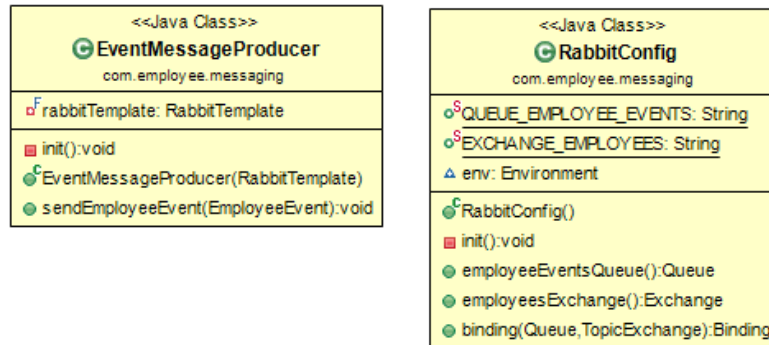 <<Java Class>>
EventMessageProducer
com.employee.messaging
rabbitTemplate: RabbitTemplate
init():void
EventMessageProducer(RabbitTemplate)
sendEmployeeEvent(EmployeeEvent):void
<<Java Class>>
RabbitConfig
com.employee.messaging
QUEUE_EMPLOYEE_EVENTS: String
EXCHANGE_EMPLOYEES: String
env: Environment
RabbitConfig()
init():void
employeeEventsQueue():Queue
employeesExchange():Exchange
binding(Queue,TopicExchange):Binding